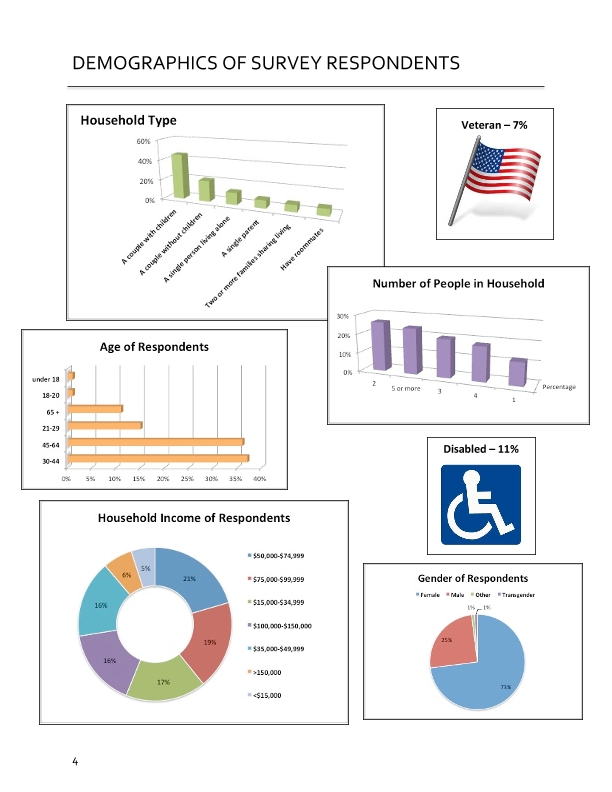 DEMOGRAPHICS OF SURVEY RESPONDENTS
Household Type
60%
40%
20%
0%
A couple with children
A couple without children
A single person living alone
A single parent
Two or more families sharing living
Have roommates
Veteran – 7%
Number of People in Household
30%
20%
10%
0%
2
5 or more
3
4
1
Percentage
Age of Respondents
under 18
18-20
65 +
21-29
45-64
30-44
0% 5% 10% 15% 20% 25% 30% 35% 40%
Disabled – 11%
Household Income of Respondents
5%
6%
21%
16%
19%
16%
17%
$50,000-$74,999
$75,000-$99,999
$15,000-$34,999
$100,000-$150,000
$35,000-$49,999
>150,000
<$15,000
Gender of Respondents
Female Male Other Transgender
1% 1%
25%
73%
4